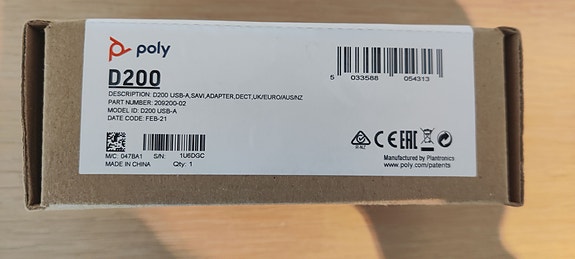 poly
D200
DESCRIPTION: D200 USB-A,SAVI,ADAPTER,DECT,UK/EURO/AUS/NZ
PART NUMBER: 209200-02
MODEL ID: D200 USB-A
DATE CODE: FEB-21
M/C: 047BA1 S/N: 1U6DGC
MADE IN CHINA Qty: 1
5 033588 054313
CE
Manufactured by Plantronics
www.poly.com/patents